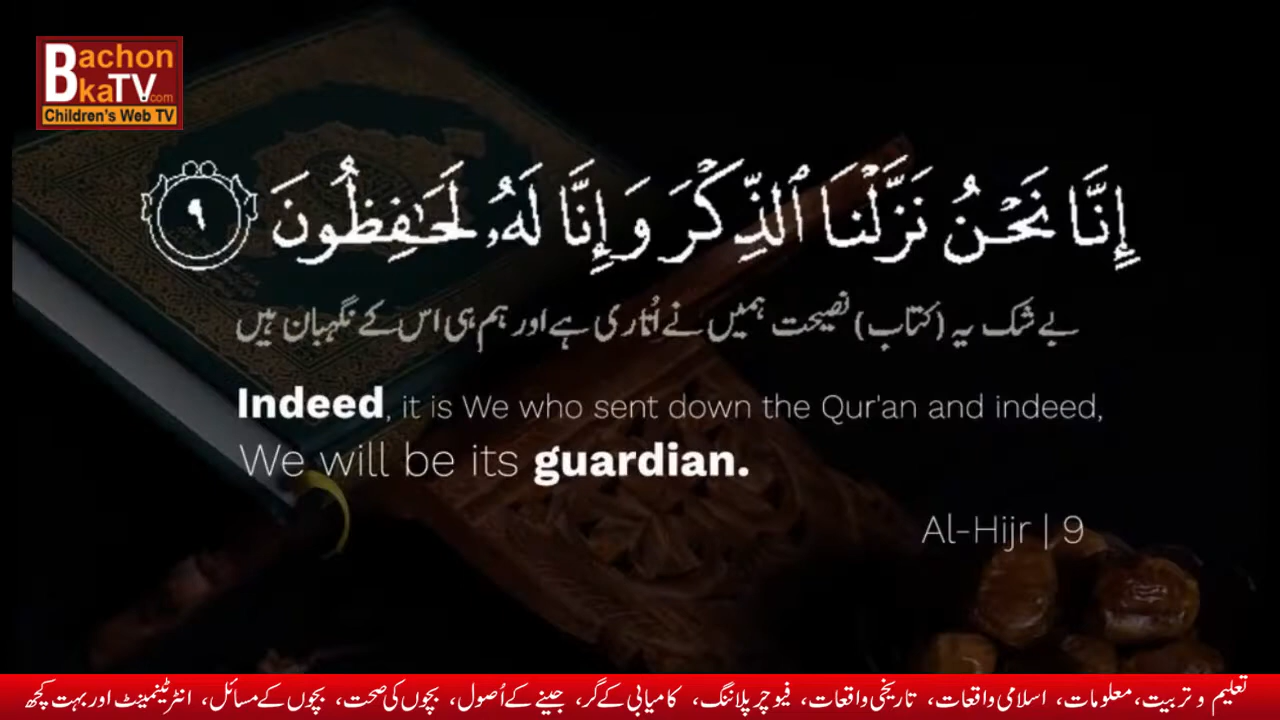 Bachon
kaTV.com
Children's Web TV
إِنَّا نَحْنُ نَزَّلْنَا ٱلذِّكْرَ وَإِنَّا لَهُۥ لَحَـٰفِظُونَ ٩
بے شک یہ (کتاب) نصیحت ہمیں نے اُتاری ہے اور ہم ہی اس کے نگہبان ہیں
Indeed, it is We who sent down the Qur'an and indeed,
We will be its guardian.
Al-Hijr | 9
تعلیم و تربیت، معلومات، اسلامی واقعات، تاریخی واقعات، فیوچر پلاننگ، کامیابی کے گر، جینے کے اُصول، بچوں کی صحت، بچوں کے مسائل، انٹرٹینمینٹ اور بہت کچھ